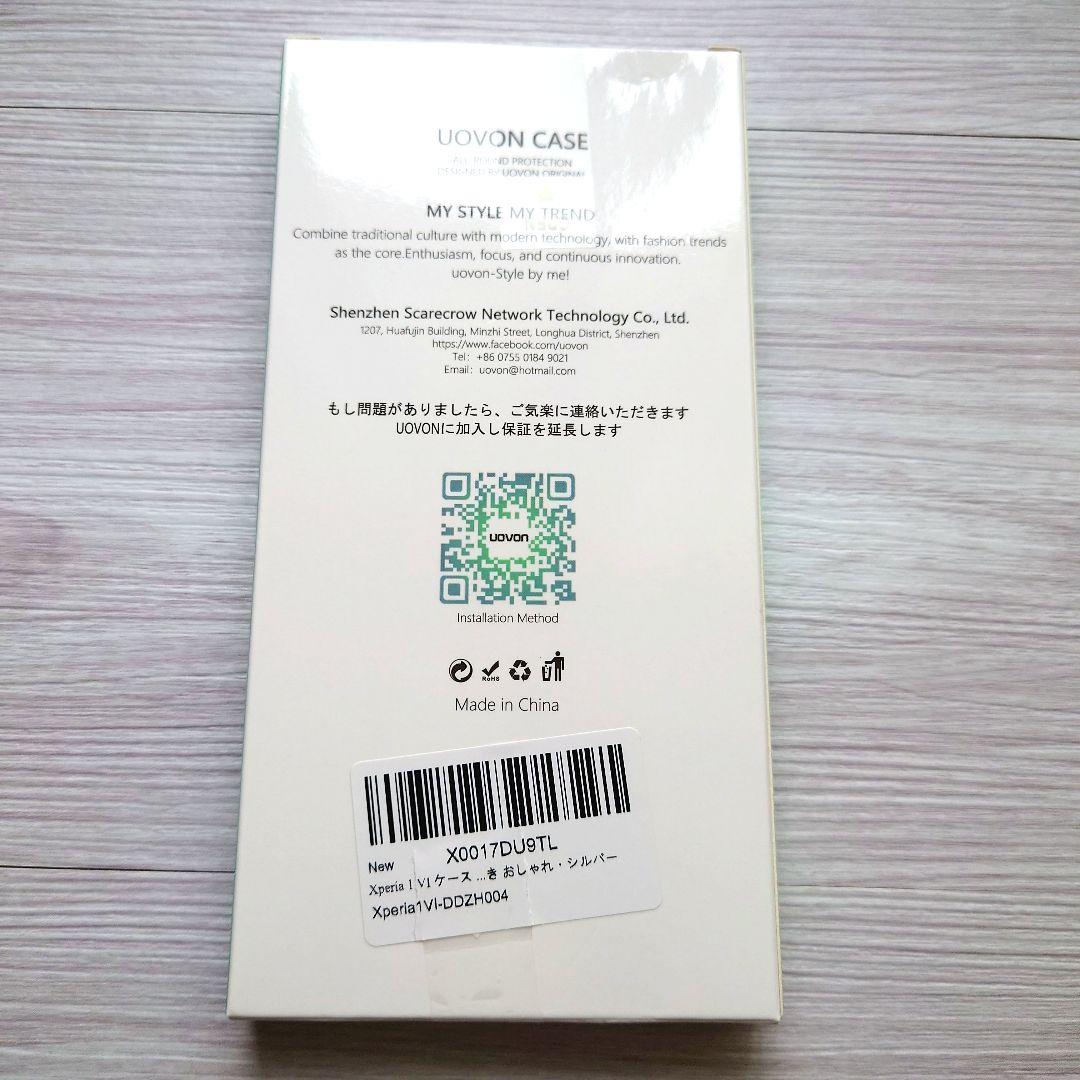 UOVON CASE
ALL-ROUND PROTECTION
DESIGNED BY UOVON ORIGINAL
MY STYLE MY TREND
Combine traditional culture with modern technology, with fashion trends
as the core.Enthusiasm, focus, and continuous innovation.
uovon-Style by me!
Shenzhen Scarecrow Network Technology Co., Ltd.
1207, Huafujin Building, Minzhi Street, Longhua District, Shenzhen
https://www.facebook.com/uovon
Tel: +86 0755 0184 9021
Email: uovon@hotmail.com
もし問題がありましたら、ご気楽に連絡いただきます
UOVONに加入し保証を延長します
uovon
Installation Method
RoHS
Made in China
X0017DU9TL
New
Xperia 1 VI ケース ...き おしゃれ・シルバー
Xperia1VI-DDZH004